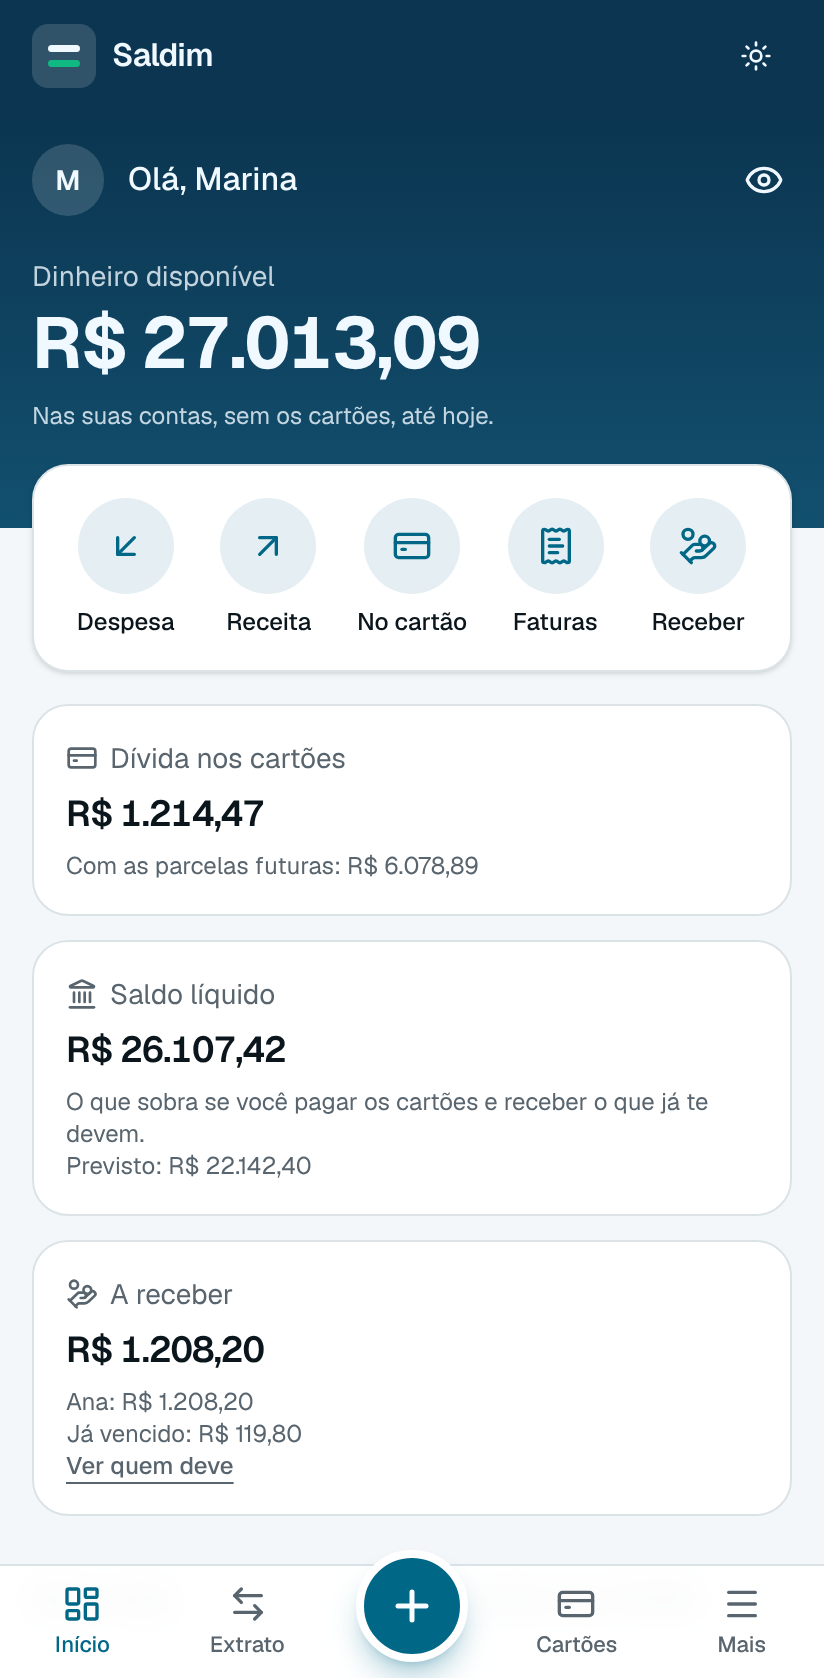 Saldim
M
Olá, Marina
Dinheiro disponível
R$ 27.013,09
Nas suas contas, sem os cartões, até hoje.
Despesa
Receita
No cartão
Faturas
Receber
Dívida nos cartões
R$ 1.214,47
Com as parcelas futuras: R$ 6.078,89
Saldo líquido
R$ 26.107,42
O que sobra se você pagar os cartões e receber o que já te
devem.
Previsto: R$ 22.142,40
A receber
R$ 1.208,20
Ana: R$ 1.208,20
Já vencido: R$ 119,80
Ver quem deve
Início
Extrato
Cartões
Mais